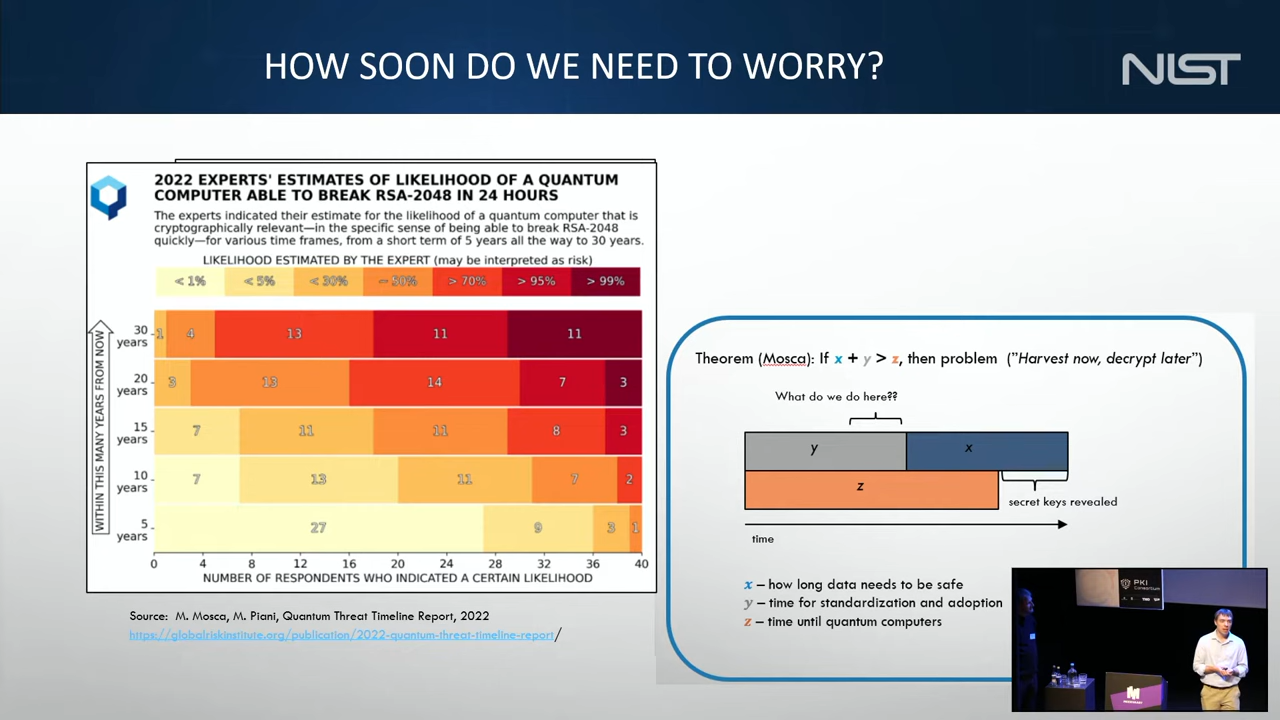 HOW SOON DO WE NEED TO WORRY?
NIST
2022 EXPERTS' ESTIMATES OF LIKELIHOOD OF A QUANTUM
COMPUTER ABLE TO BREAK RSA-2048 IN 24 HOURS
The experts indicated their estimate for the likelihood of a quantum computer that is
cryptographically relevant—in the specific sense of being able to break RSA-2048
quickly—for various time frames, from a short term of 5 years all the way to 30 years.
LIKELIHOOD ESTIMATED BY THE EXPERT (may be interpreted as risk)
< 1% < 5% < 30% ~ 50% > 70% > 95% > 99%
WITHIN THIS MANY YEARS FROM NOW
30 years 1 4 13 11 11
20 years 3 13 14 7 3
15 years 7 11 11 8 3
10 years 7 13 11 7 2
5 years 27 9 3 1
0 4 8 12 16 20 24 28 32 36 40
NUMBER OF RESPONDENTS WHO INDICATED A CERTAIN LIKELIHOOD
Source: M. Mosca, M. Piani, Quantum Threat Timeline Report, 2022
https://globalriskinstitute.org/publication/2022-quantum-threat-timeline-report/
Theorem (Mosca): If x + y > z, then problem ("Harvest now, decrypt later")
What do we do here??
y x
z
secret keys revealed
time
x – how long data needs to be safe
y – time for standardization and adoption
z – time until quantum computers
PKI
Consortium